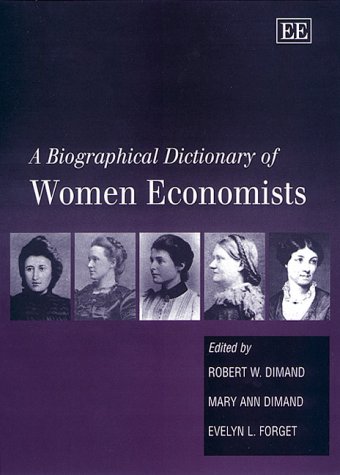 EE
A Biographical Dictionary of
Women Economists
Edited by
ROBERT W. DIMAND
MARY ANN DIMAND
EVELYN L. FORGET